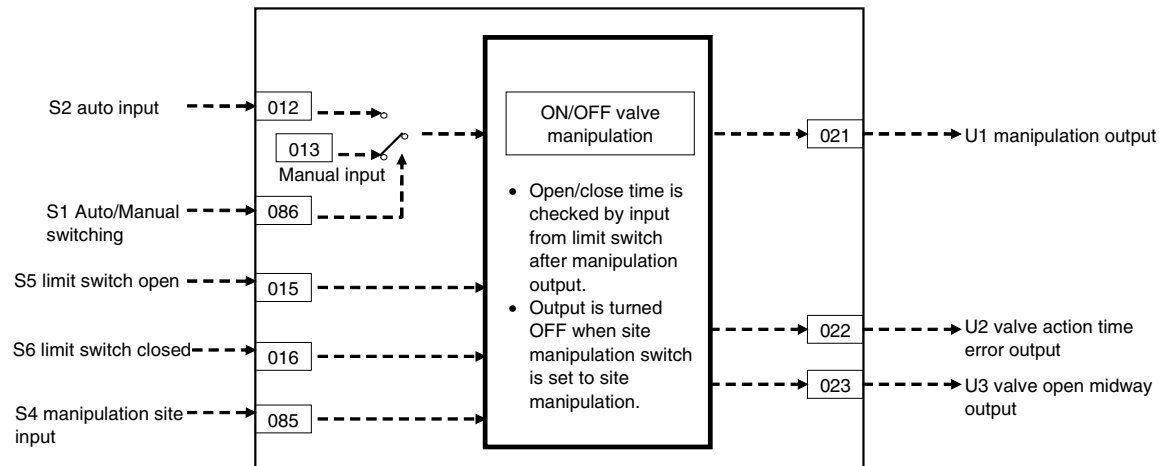 S2 auto input
012
013
Manual input
S1 Auto/Manual
switching
086
S5 limit switch open
015
S6 limit switch closed
016
S4 manipulation site
input
085
ON/OFF valve
manipulation
• Open/close time is
checked by input
from limit switch
after manipulation
output.
• Output is turned
OFF when site
manipulation switch
is set to site
manipulation.
021
U1 manipulation output
022
U2 valve action time
error output
023
U3 valve open midway
output